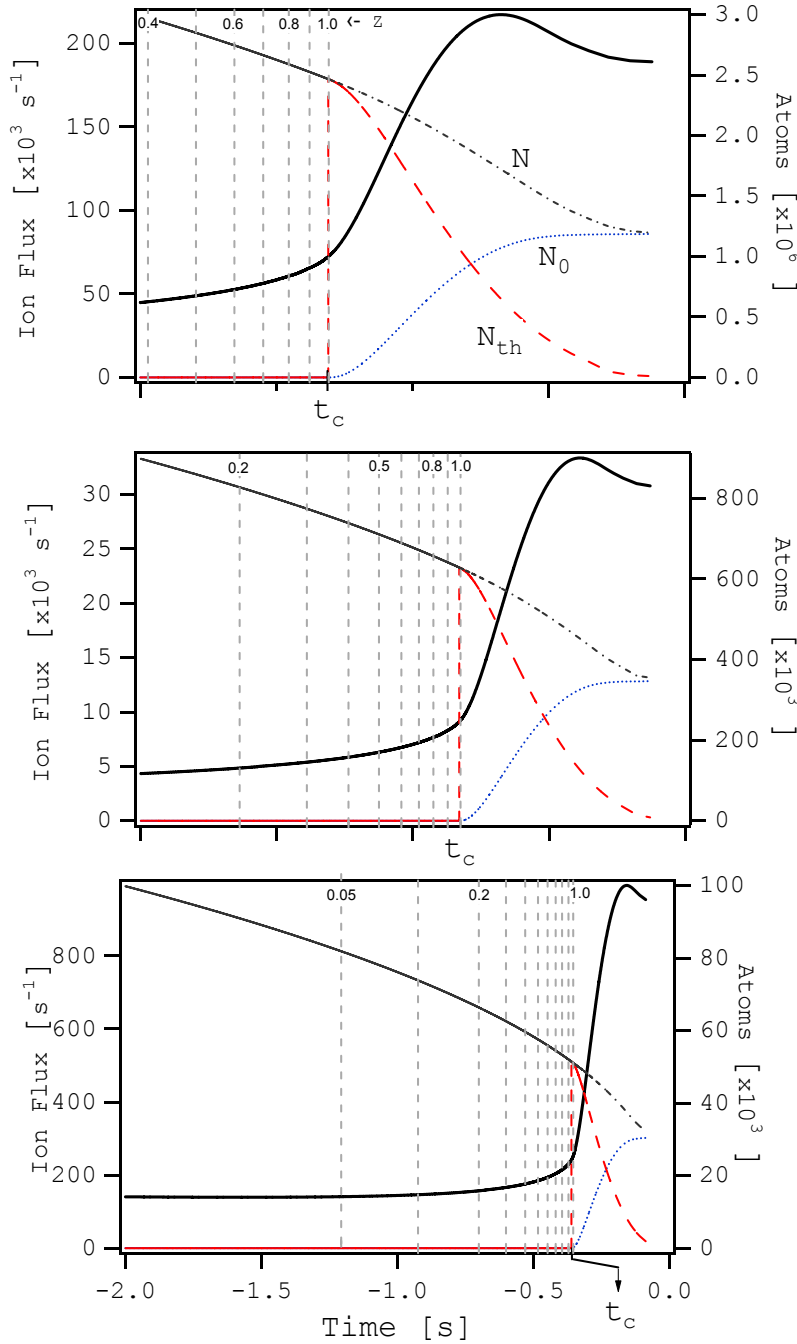 0.4 0.6 0.8 1.0 <- z
200
150
100
50
0
Ion Flux [x10³ s⁻¹]
3.0
2.5
2.0
1.5
1.0
0.5
0.0
Atoms [x10⁶]
N
N₀
Nₜₕ
t_c
0.2 0.5 0.8 1.0
30
25
20
15
10
5
0
Ion Flux [x10³ s⁻¹]
800
600
400
200
0
Atoms [x10³]
t_c
0.05 0.2 1.0
800
600
400
200
0
Ion Flux [s⁻¹]
100
80
60
40
20
0
Atoms [x10³]
-2.0 -1.5 -1.0 -0.5 0.0
t_c
Time [s]